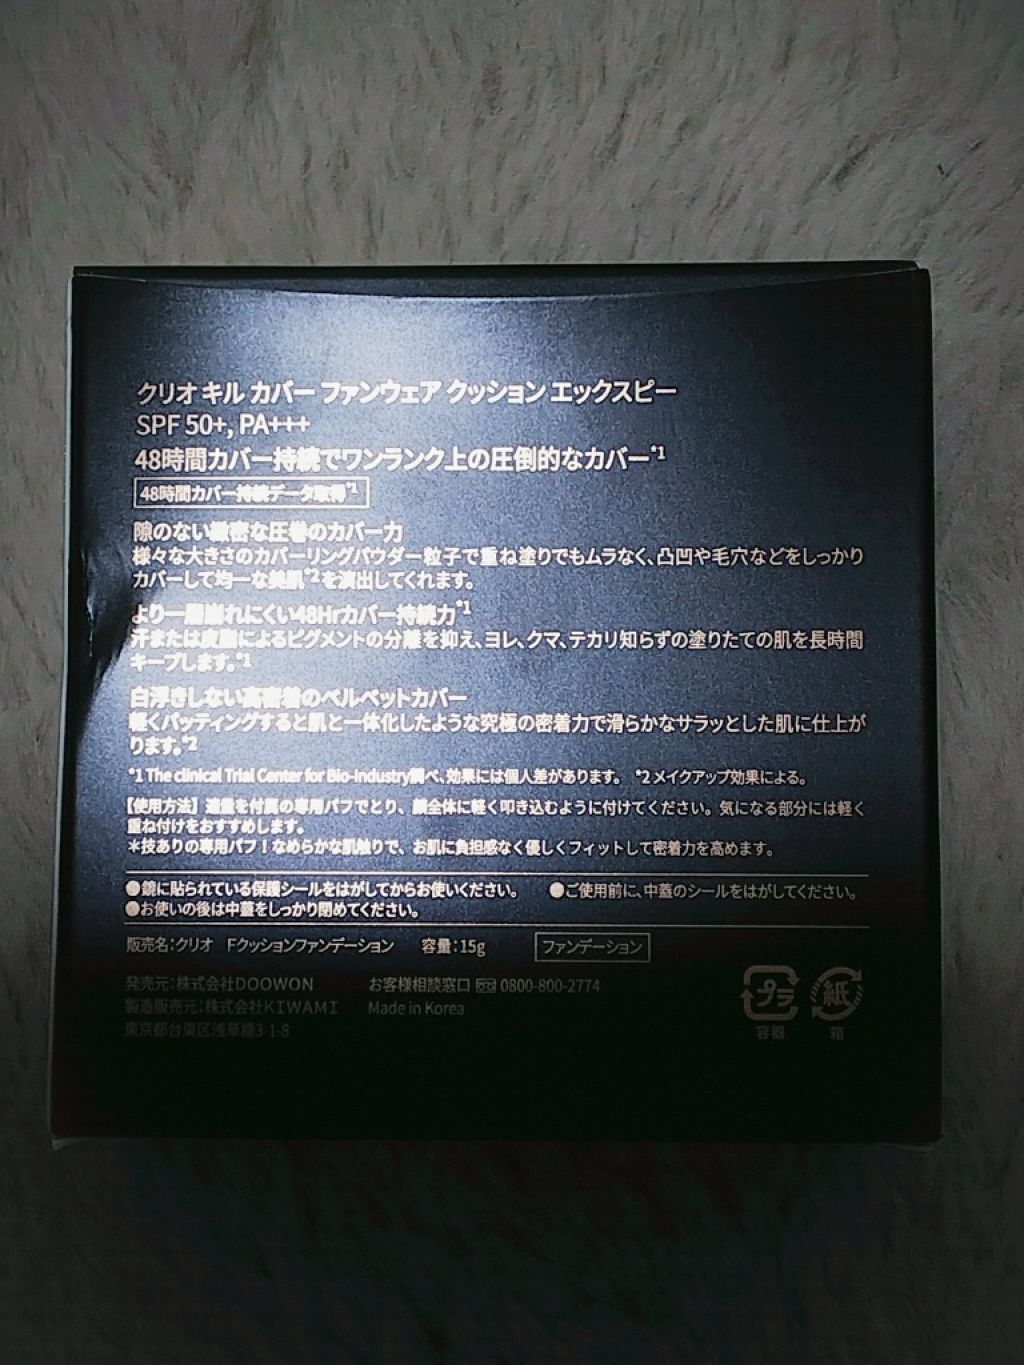 クリオ キル カバー ファンウェア クッション エックスピー
SPF 50+, PA+++
48時間カバー持続でワンランク上の圧倒的なカバー*1
48時間カバー持続データ取得*1
隙のない緻密な圧巻のカバー力
様々な大きさのカバーリングパウダー粒子で重ね塗りでもムラなく、凸凹や毛穴などをしっかり
カバーして均一な美肌*2を演出してくれます。
より一層崩れにくい48Hrカバー持続力*1
汗または皮脂によるピグメントの分離を抑え、ヨレ、クマ、テカリ知らずの塗りたての肌を長時間
キープします。*1
白浮きしない高密着のベルベットカバー
軽くパッティングすると肌と一体化したような究極の密着力で滑らかなサラッとした肌に仕上が
ります。*2
*1 The clinical Trial Center for Bio-Industry調べ、効果には個人差があります。 *2 メイクアップ効果による。
【使用方法】適量を付属の専用パフでとり、顔全体に軽く叩き込むように付けてください。気になる部分には軽く
重ね付けをおすすめします。
＊技ありの専用パフ！なめらかな肌触りで、お肌に負担感なく優しくフィットして密着力を高めます。
●鏡に貼られている保護シールをはがしてからお使いください。 ●ご使用前に、中蓋のシールをはがしてください。
●お使いの後は中蓋をしっかり閉めてください。
販売名：クリオ Fクッションファンデーション 容量：15g ファンデーション
発売元：株式会社DOOWON お客様相談窓口 0800-800-2774
製造販売元：株式会社KIWAMI Made in Korea
東京都台東区浅草橋3-1-8
プラ 紙
容器 箱